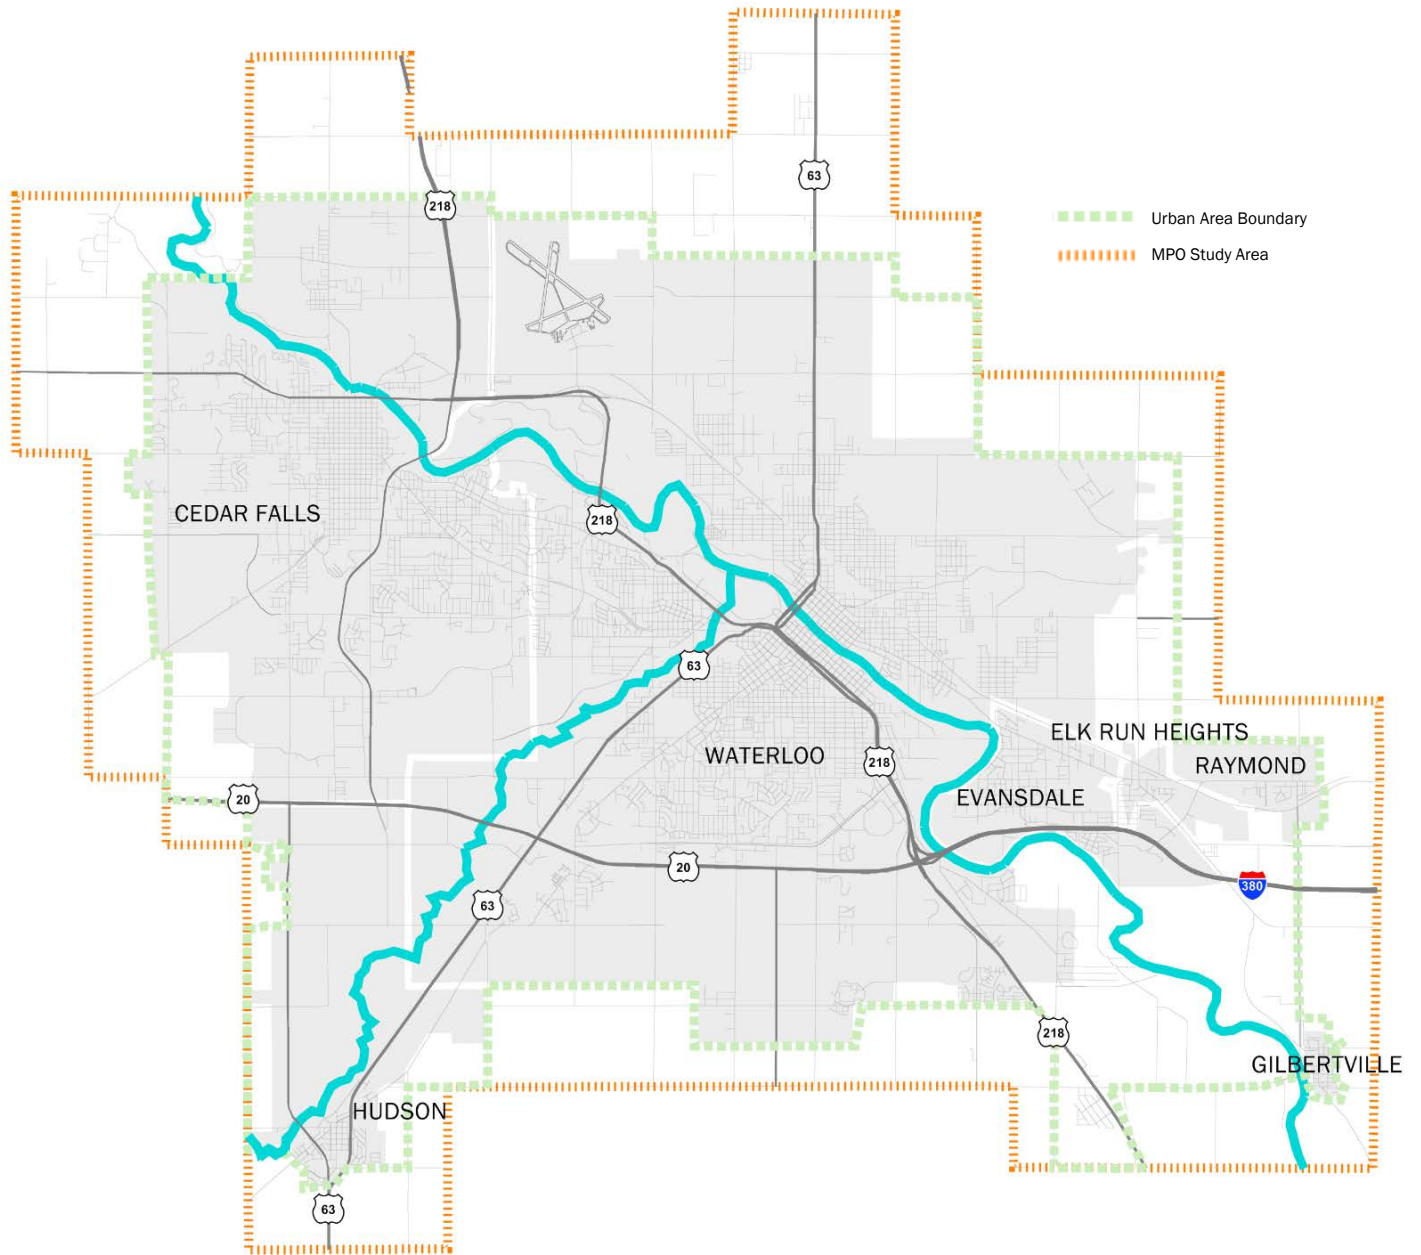 63
218
Urban Area Boundary
MPO Study Area
CEDAR FALLS
218
63
ELK RUN HEIGHTS
WATERLOO
218
RAYMOND
EVANSDALE
20
20
380
63
218
GILBERTVILLE
HUDSON
63